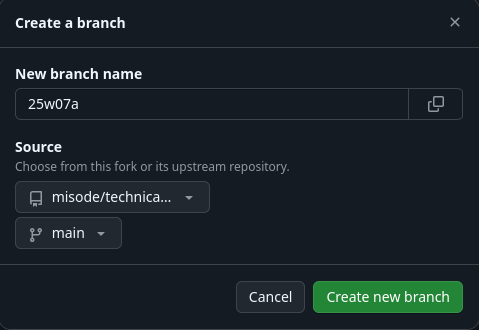 Create a branch
New branch name
25w07a
Source
Choose from this fork or its upstream repository.
misode/technica...
main
Cancel
Create new branch